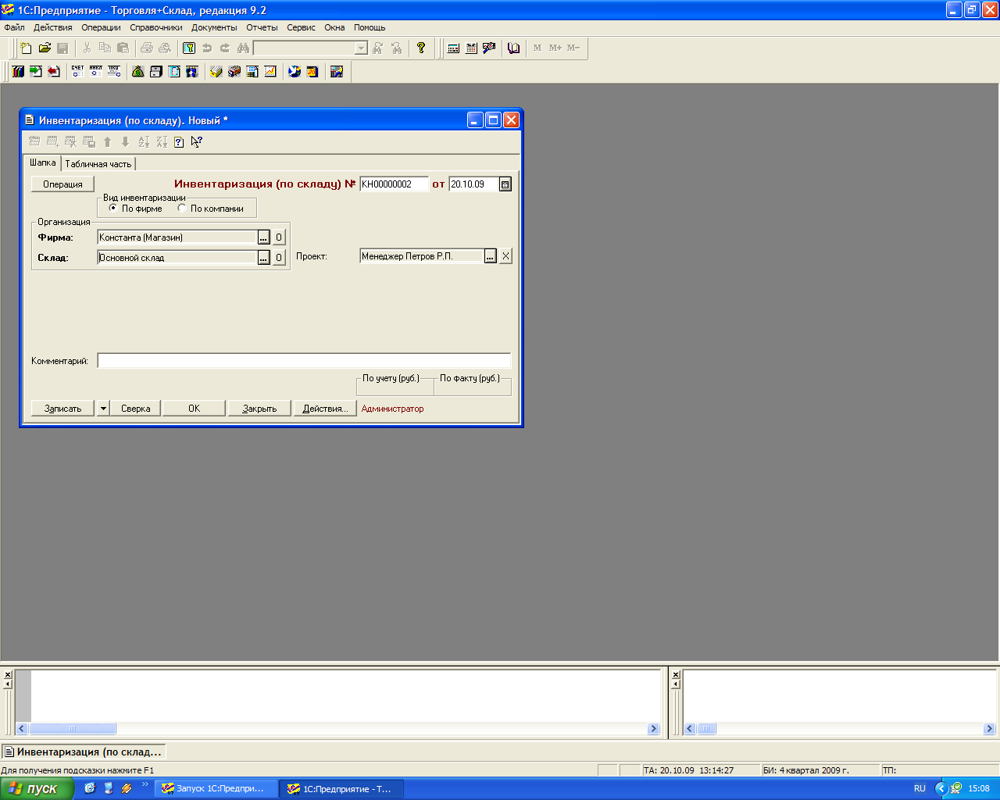 1С:Предприятие - Торговля+Склад, редакция 9.2
Файл Действия Операции Справочники Документы Отчеты Сервис Окна Помощь
M M+ M-
Инвентаризация (по складу). Новый *
Шапка Табличная часть
Операция Инвентаризация (по складу) № КН00000002 от 20.10.09
Вид инвентаризации
По фирме По компании
Организация
Фирма: Константа (Магазин) ... О
Склад: Основной склад ... О Проект: Менеджер Петров Р.П. ... X
Комментарий:
По учету (руб.) По факту (руб.)
Записать Сверка ОК Закрыть Действия... Администратор
Инвентаризация (по склад...
Для получения подсказки нажмите F1 ТА: 20.10.09 13:14:27 БИ: 4 квартал 2009 г. ТП:
пуск Запуск 1С:Предпри... 1С:Предприятие - Т... RU 15:08